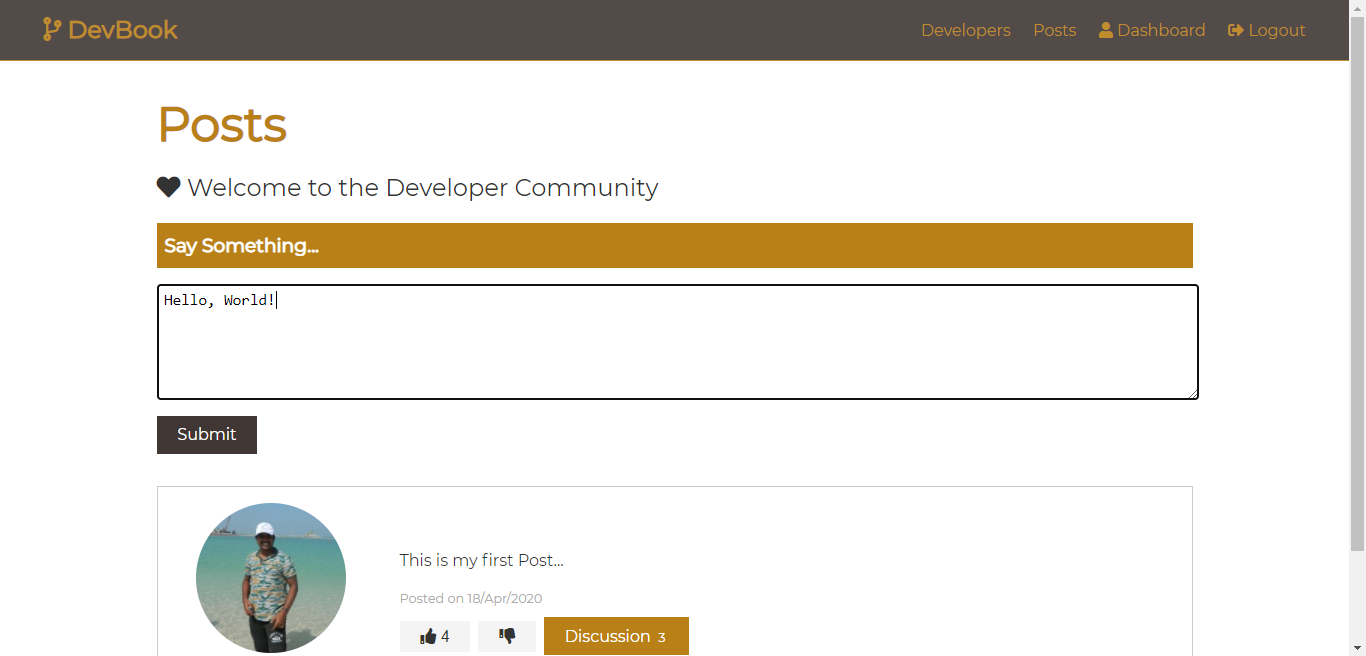 DevBook
Developers Posts Dashboard Logout
Posts
Welcome to the Developer Community
Say Something...
Hello, World!
Submit
This is my first Post...
Posted on 18/Apr/2020
4 Discussion 3